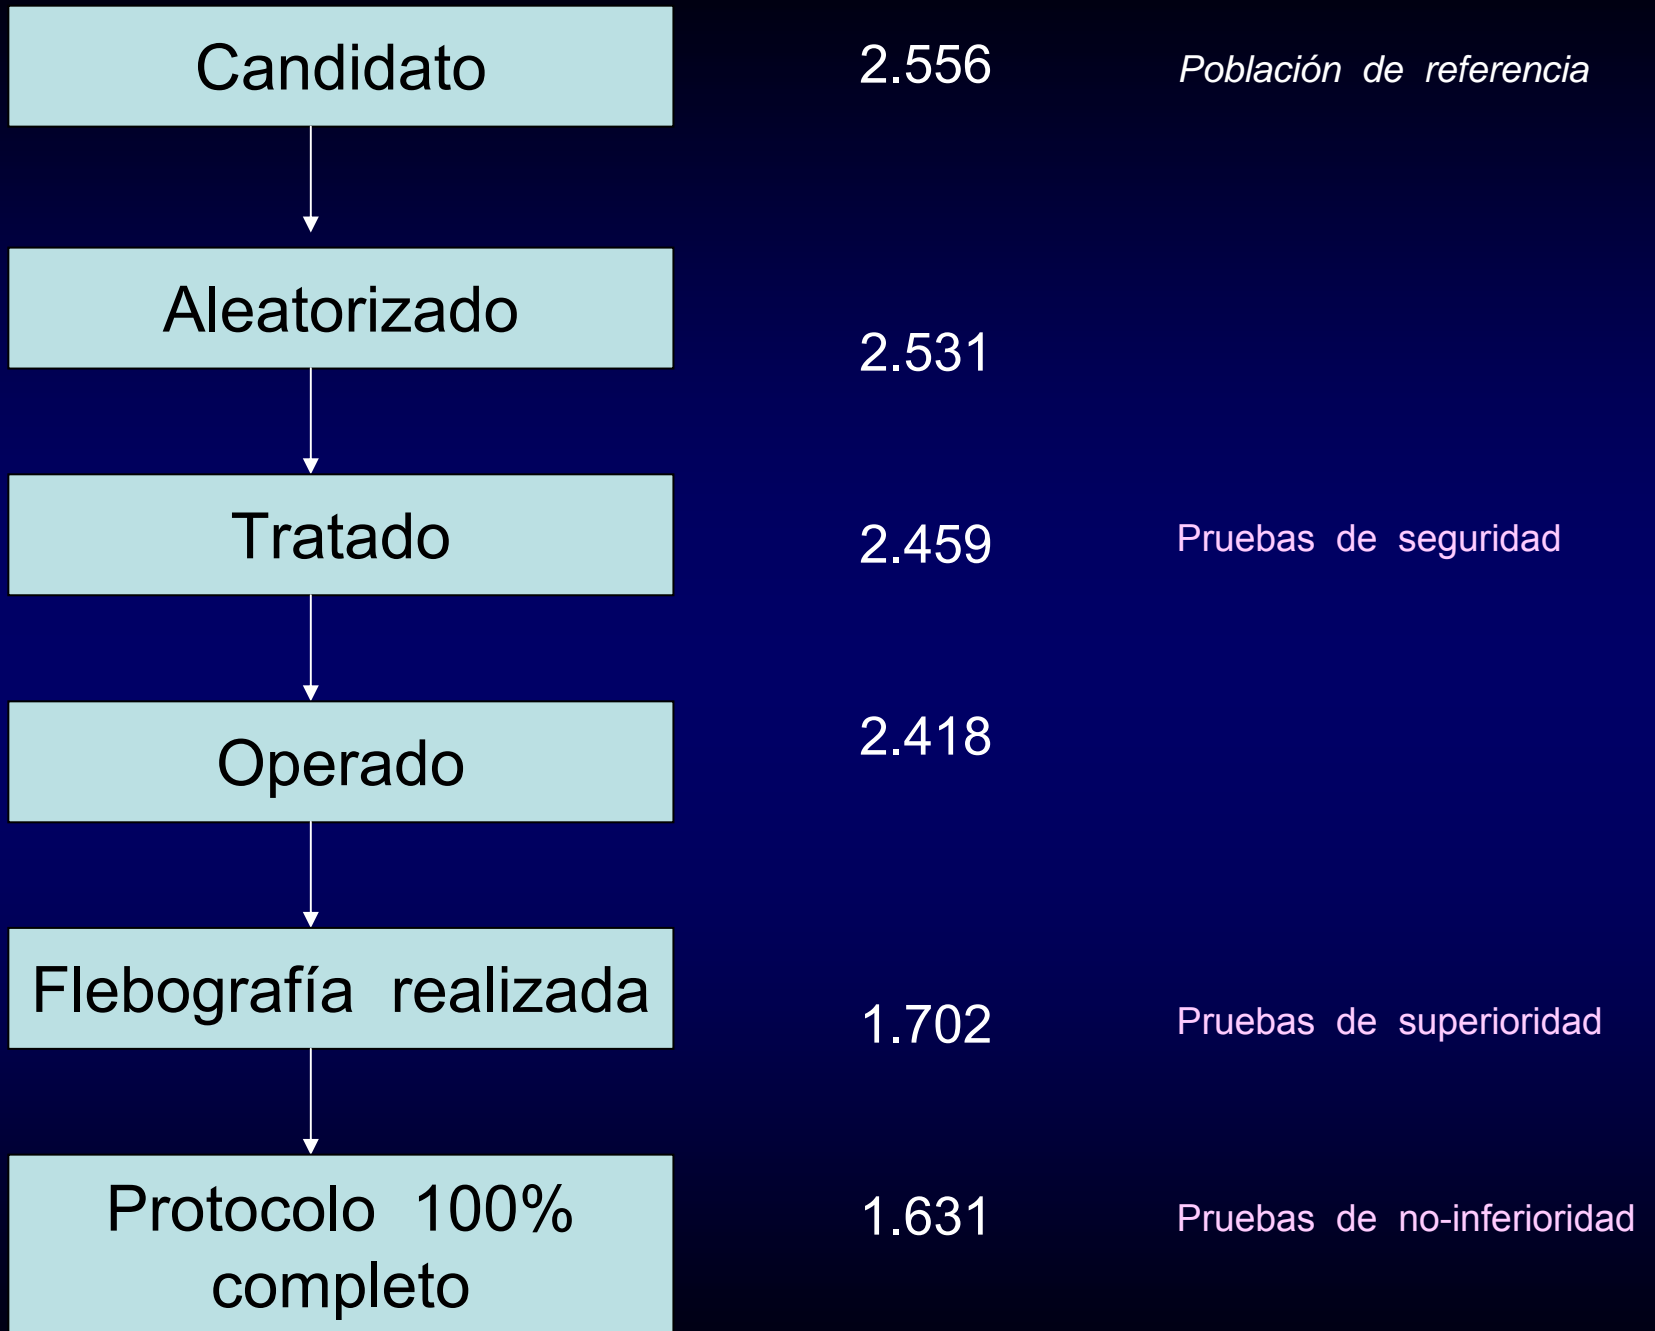 Candidato 2.556 Población de referencia
Aleatorizado 2.531
Tratado 2.459 Pruebas de seguridad
Operado 2.418
Flebografía realizada 1.702 Pruebas de superioridad
Protocolo 100% 1.631 Pruebas de no-inferioridad
completo